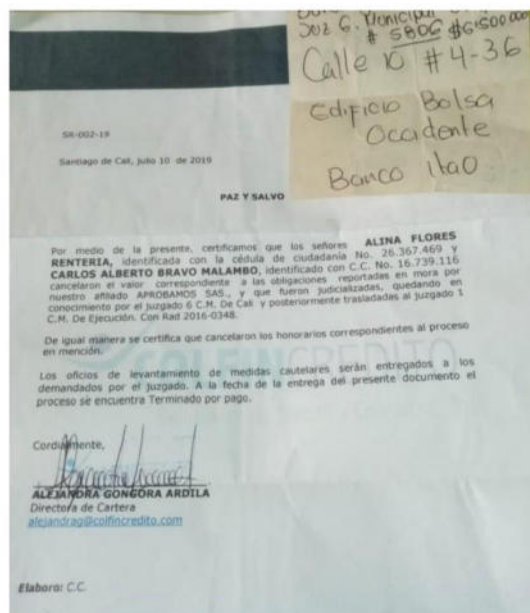 Juz 6. Municipal
# 5806 $6'500.000
Calle 10 # 4-36
Edificio Bolsa
Occidente
Banco itao
SR-002-19
Santiago de Cali, Julio 10 de 2019
PAZ Y SALVO
Por medio de la presente, certificamos que los señores ALINA FLORES
RENTERIA, identificada con la cédula de ciudadanía No. 26.367.469 y
CARLOS ALBERTO BRAVO MALAMBO, identificado con C.C. No. 16.739.116
cancelaron el valor correspondiente a las obligaciones reportadas en mora por
nuestro afiliado APROBAMOS SAS., y que fueron judicializadas, quedando en
conocimiento por el juzgado 6 C.M. De Cali y posteriormente trasladadas al juzgado 1
C.M. De Ejecución. Con Rad 2016-0348.
De igual manera se certifica que cancelaron los honorarios correspondientes al proceso
en mención.
COLFINCREDITO
Los oficios de levantamiento de medidas cautelares serán entregados a los
demandados por el juzgado. A la fecha de la entrega del presente documento el
proceso se encuentra Terminado por pago.
Cordialmente,
ALEJANDRA GONGORA ARDILA
Directora de Cartera
alejandrag@colfincredito.com
Elaboro: C.C.